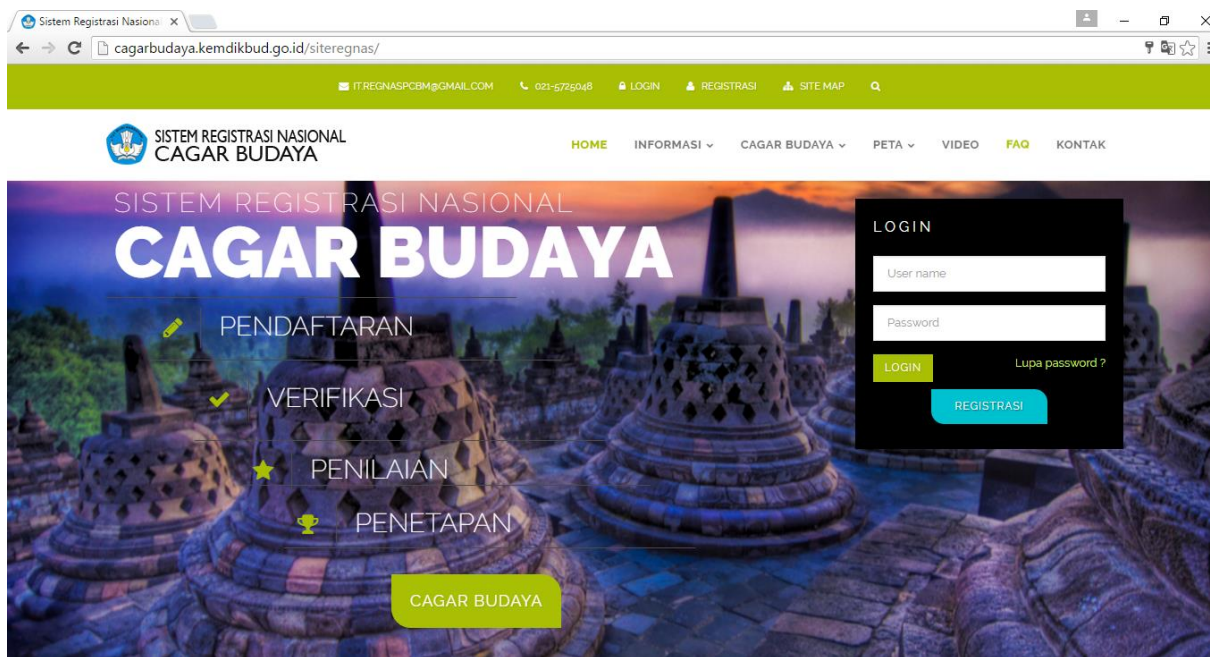 Sistem Registrasi Nasiona
cagarbudaya.kemdikbud.go.id/siteregnas/
IT.REGNASPCBM@GMAIL.COM 021-5725048 LOGIN REGISTRASI SITE MAP
SISTEM REGISTRASI NASIONAL
CAGAR BUDAYA
HOME INFORMASI CAGAR BUDAYA PETA VIDEO FAQ KONTAK
SISTEM REGISTRASI NASIONAL
CAGAR BUDAYA
PENDAFTARAN
VERIFIKASI
PENILAIAN
PENETAPAN
CAGAR BUDAYA
LOGIN
User name
Password
LOGIN Lupa password ?
REGISTRASI